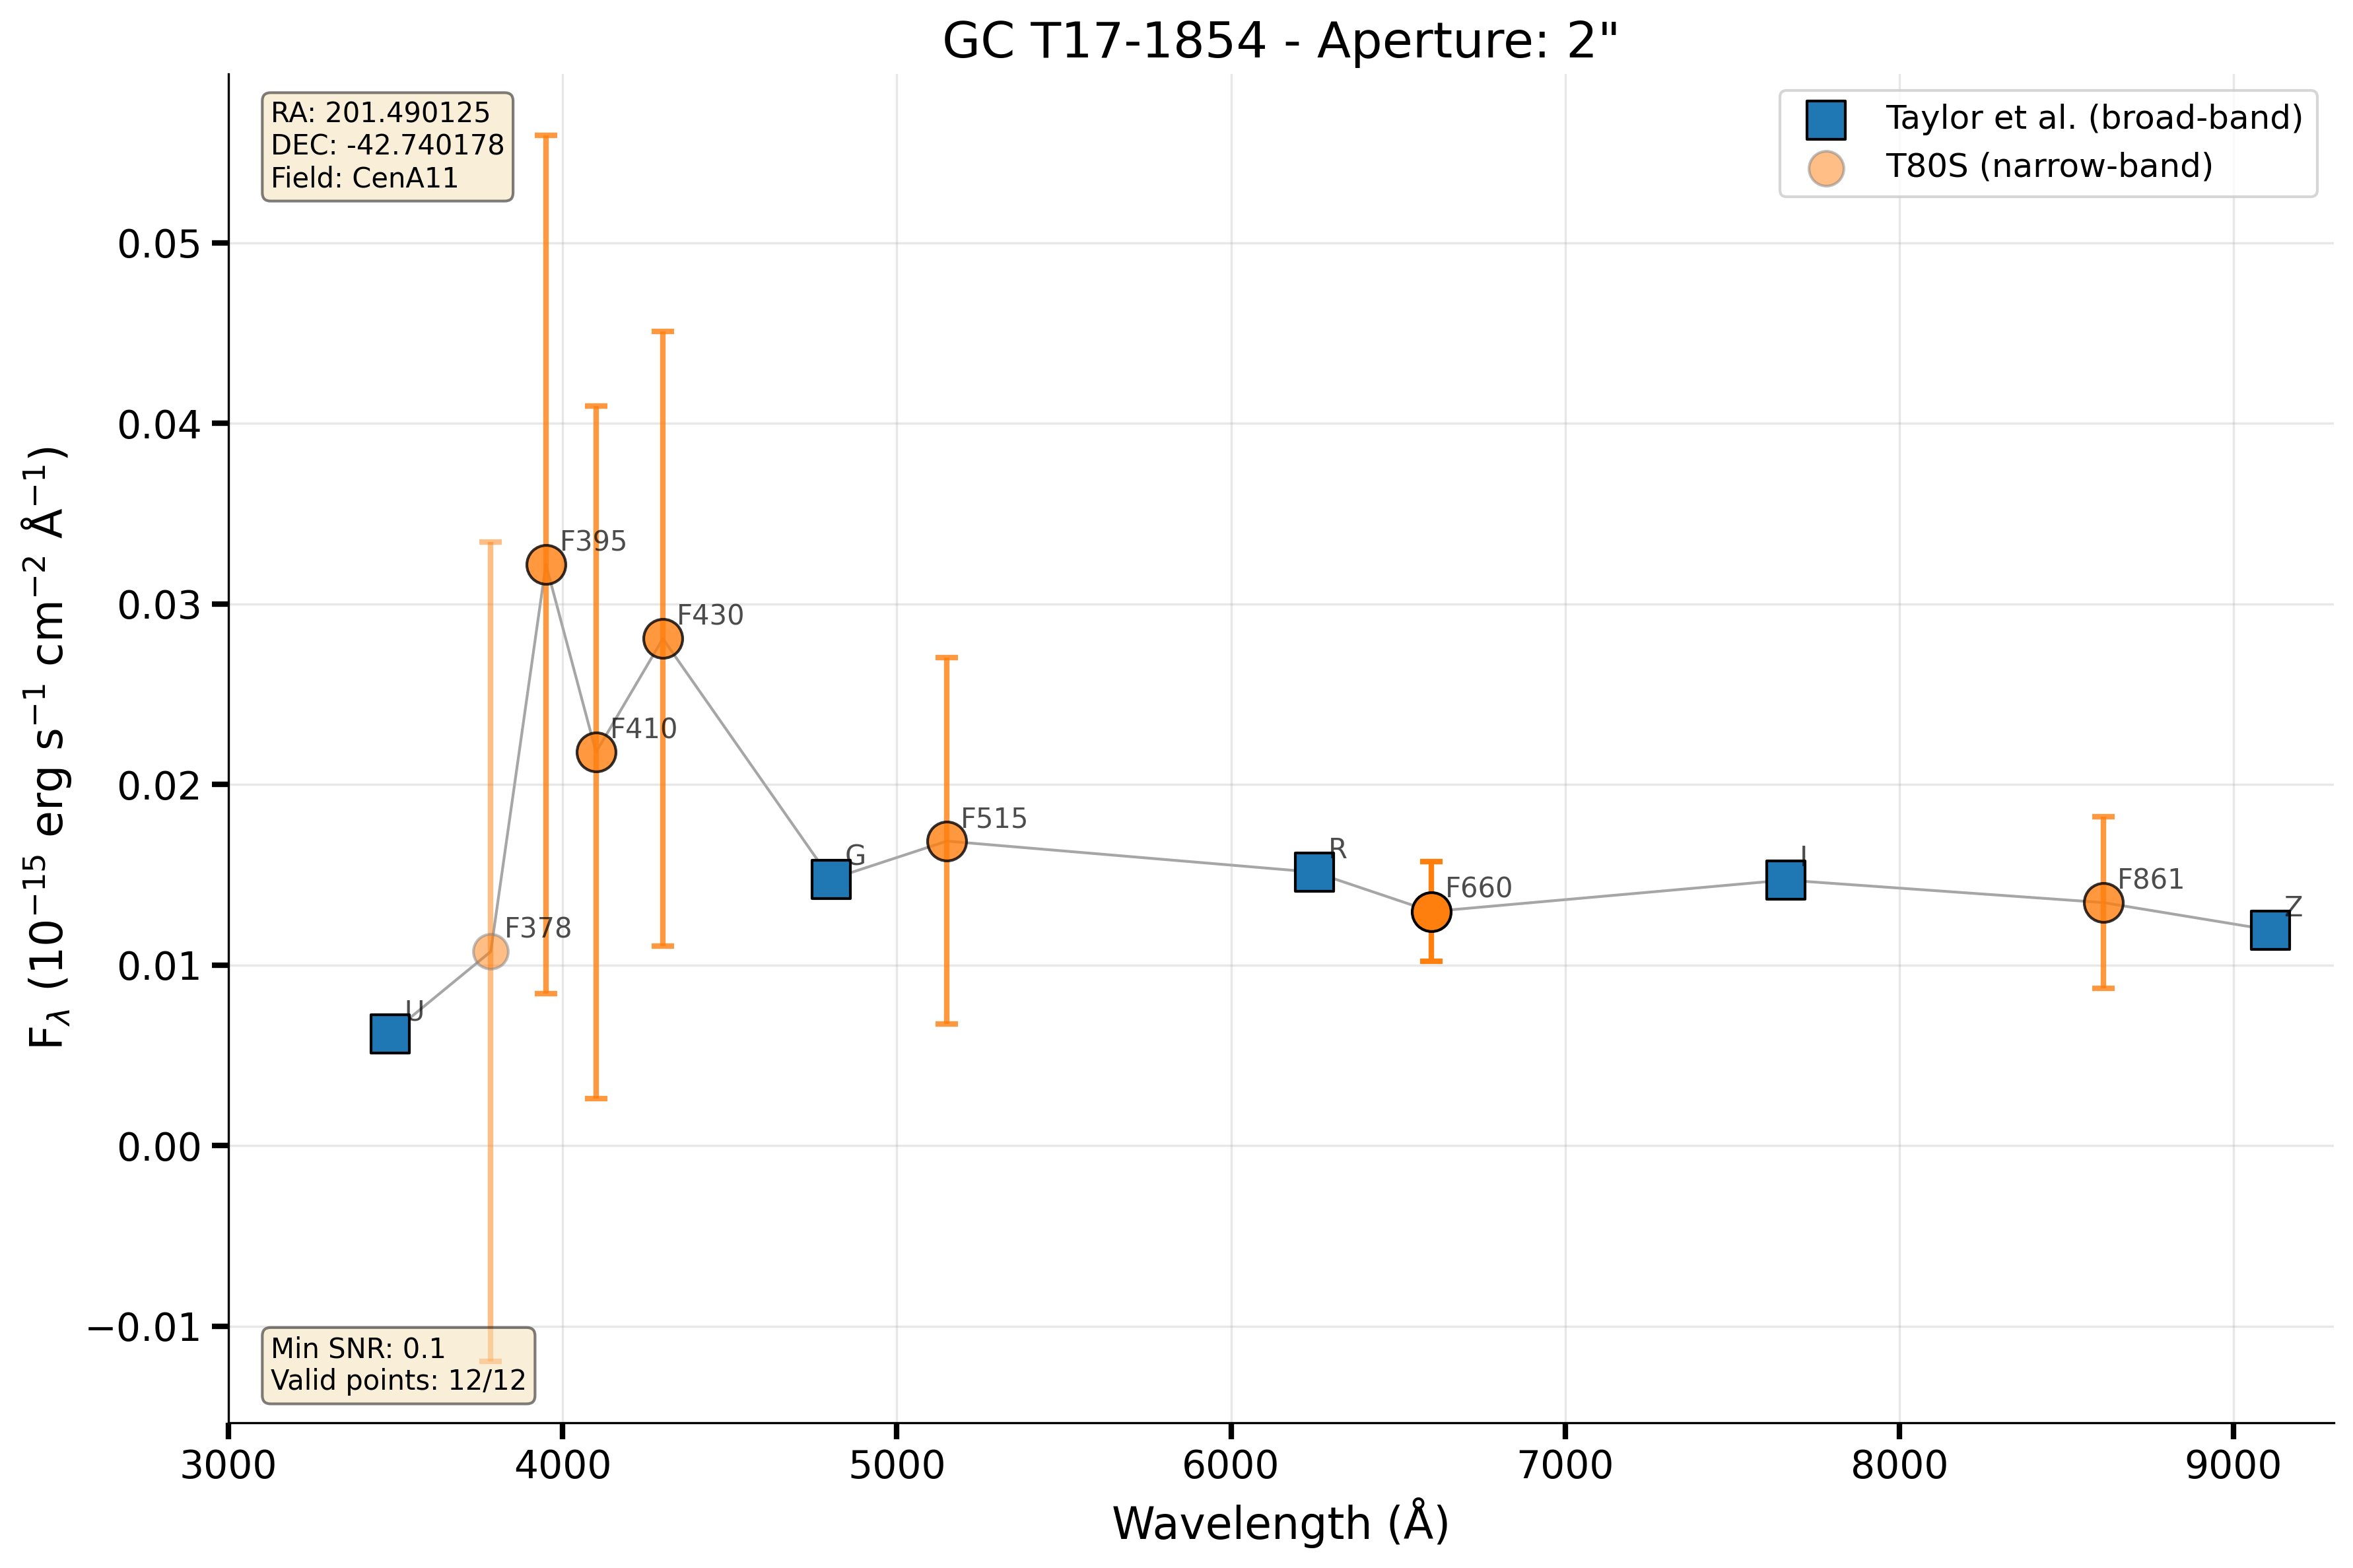 GC T17-1854 - Aperture: 2"
RA: 201.490125
DEC: -42.740178
Field: CenA11
Taylor et al. (broad-band)
T80S (narrow-band)
0.05
0.04
0.03
0.02
0.01
0.00
−0.01
F_λ (10⁻¹⁵ erg s⁻¹ cm⁻² Å⁻¹)
U
F378
F395
F410
F430
G
F515
R
F660
I
F861
Z
Min SNR: 0.1
Valid points: 12/12
3000 4000 5000 6000 7000 8000 9000
Wavelength (Å)